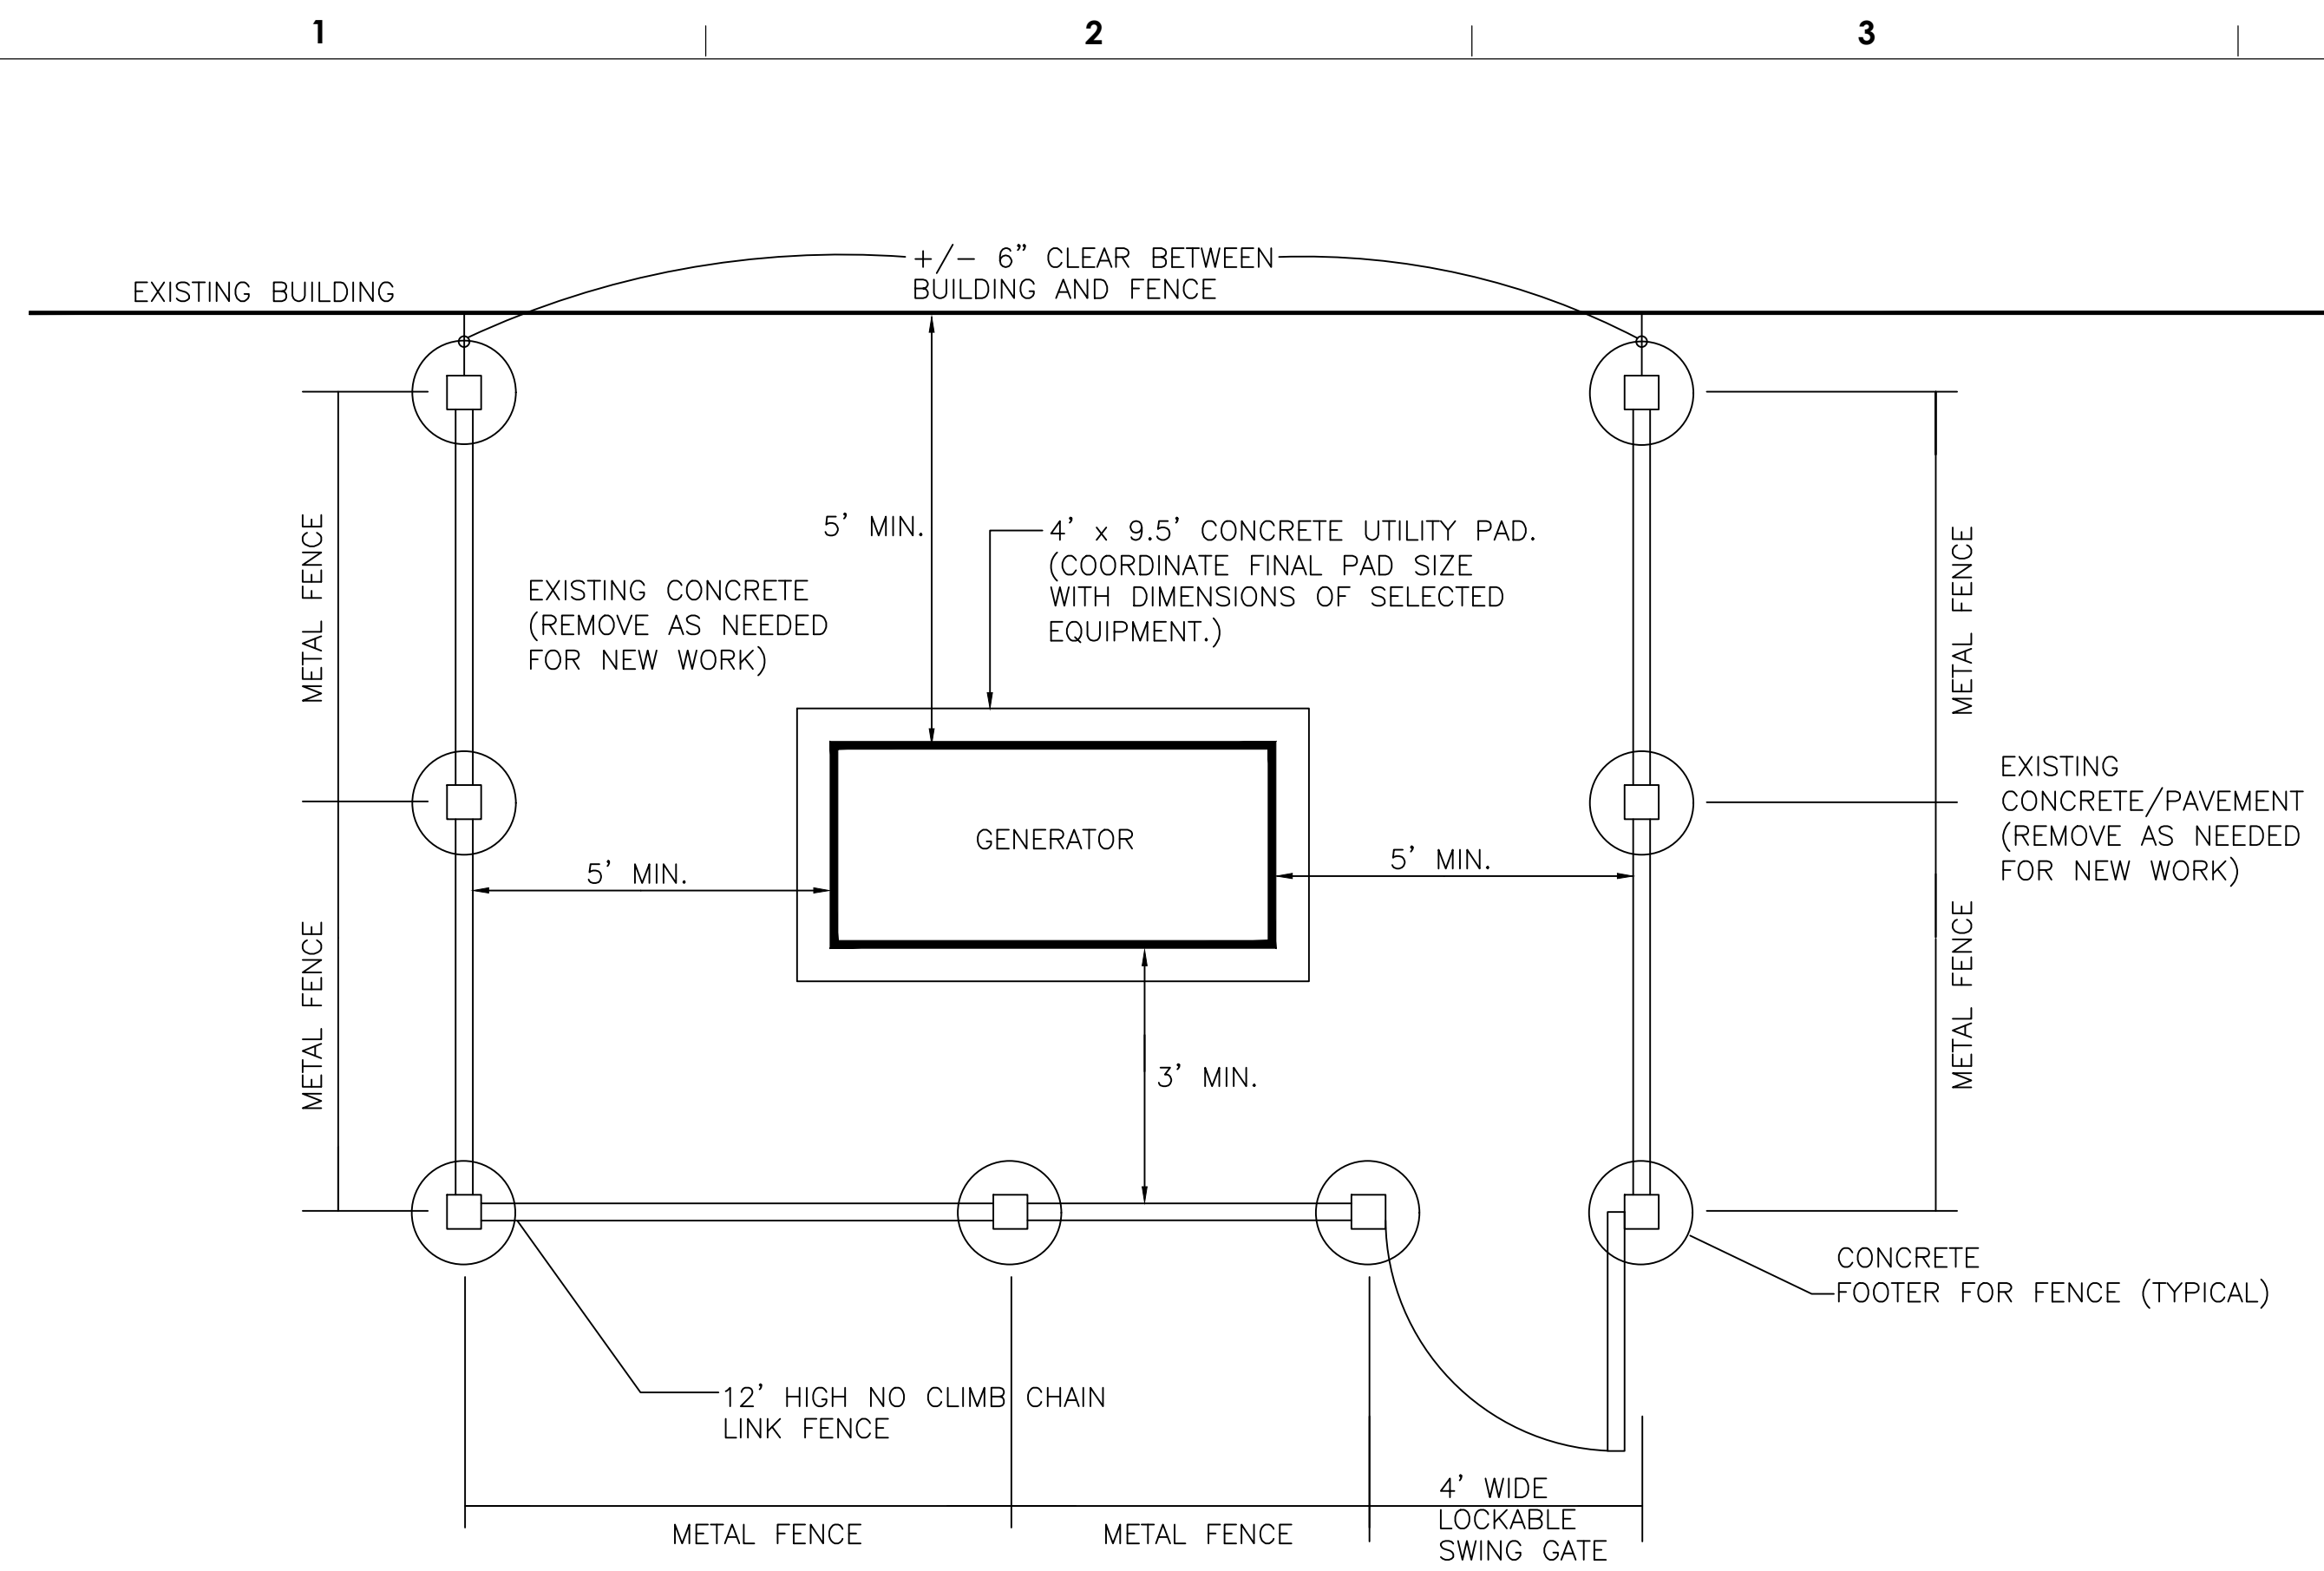 1
2
3
+/- 6" CLEAR BETWEEN
BUILDING AND FENCE
EXISTING BUILDING
5' MIN.
4' x 9.5' CONCRETE UTILITY PAD.
(COORDINATE FINAL PAD SIZE
WITH DIMENSIONS OF SELECTED
EQUIPMENT.)
EXISTING CONCRETE
(REMOVE AS NEEDED
FOR NEW WORK)
METAL FENCE
METAL FENCE
EXISTING
CONCRETE/PAVEMENT
(REMOVE AS NEEDED
FOR NEW WORK)
GENERATOR
5' MIN.
5' MIN.
METAL FENCE
METAL FENCE
3' MIN.
CONCRETE
FOOTER FOR FENCE (TYPICAL)
12' HIGH NO CLIMB CHAIN
LINK FENCE
4' WIDE
LOCKABLE
SWING GATE
METAL FENCE
METAL FENCE